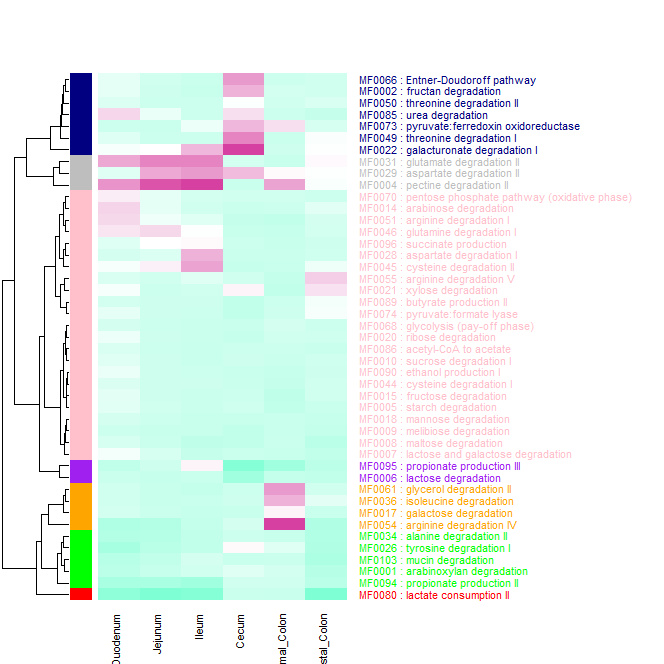 MF0066 : Entner-Doudoroff pathway
MF0002 : fructan degradation
MF0050 : threonine degradation II
MF0085 : urea degradation
MF0073 : pyruvate:ferredoxin oxidoreductase
MF0049 : threonine degradation I
MF0022 : galacturonate degradation I
MF0031 : glutamate degradation II
MF0029 : aspartate degradation II
MF0004 : pectine degradation II
MF0070 : pentose phosphate pathway (oxidative phase)
MF0014 : arabinose degradation
MF0051 : arginine degradation I
MF0046 : glutamine degradation I
MF0096 : succinate production
MF0028 : aspartate degradation I
MF0045 : cysteine degradation II
MF0055 : arginine degradation V
MF0021 : xylose degradation
MF0089 : butyrate production II
MF0074 : pyruvate:formate lyase
MF0068 : glycolysis (pay-off phase)
MF0020 : ribose degradation
MF0086 : acetyl-CoA to acetate
MF0010 : sucrose degradation I
MF0090 : ethanol production I
MF0044 : cysteine degradation I
MF0015 : fructose degradation
MF0005 : starch degradation
MF0018 : mannose degradation
MF0009 : melibiose degradation
MF0008 : maltose degradation
MF0007 : lactose and galactose degradation
MF0095 : propionate production III
MF0006 : lactose degradation
MF0061 : glycerol degradation II
MF0036 : isoleucine degradation
MF0017 : galactose degradation
MF0054 : arginine degradation IV
MF0034 : alanine degradation II
MF0026 : tyrosine degradation I
MF0103 : mucin degradation
MF0001 : arabinoxylan degradation
MF0094 : propionate production II
MF0080 : lactate consumption II
Duodenum
Jejunum
Ileum
Cecum
mal_Colon
stal_Colon